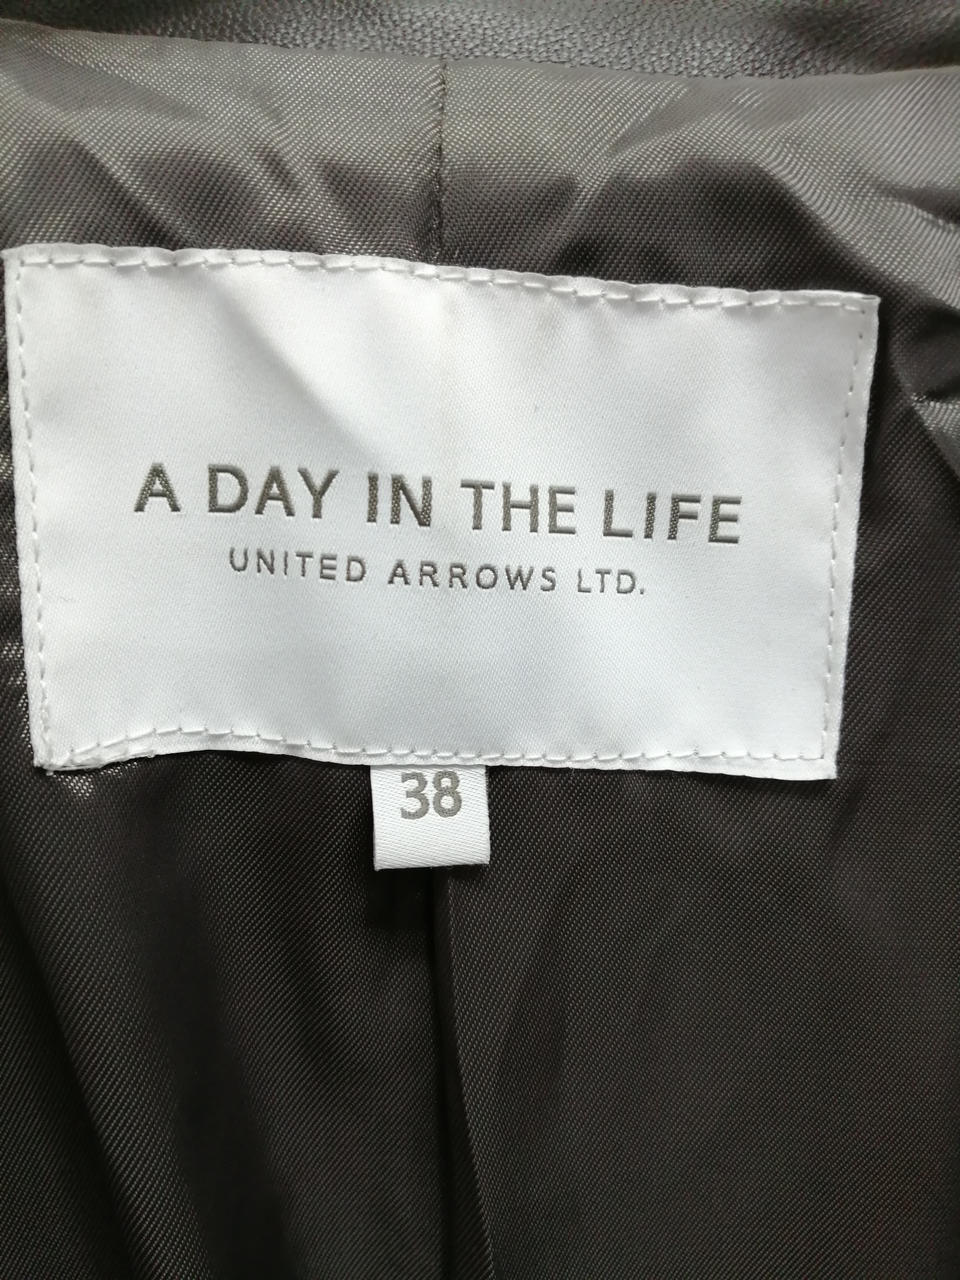 A DAY IN THE LIFE
UNITED ARROWS LTD.
38